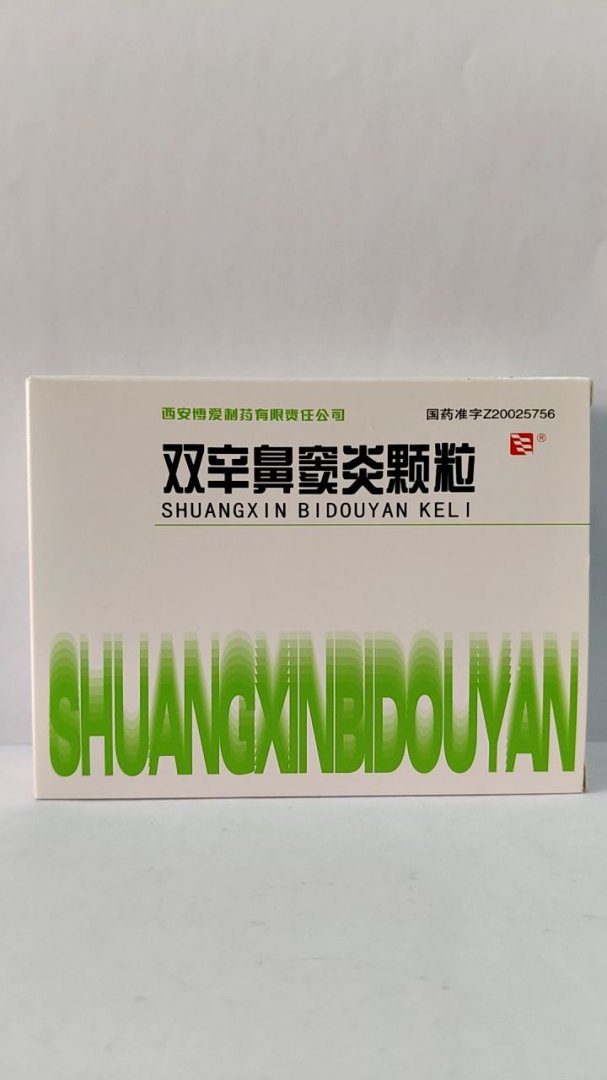 西安博爱制药有限责任公司 国药准字Z20025756
双辛鼻窦炎颗粒 ®
SHUANGXIN BIDOUYAN KELI
SHUANGXINBIDOUYAN